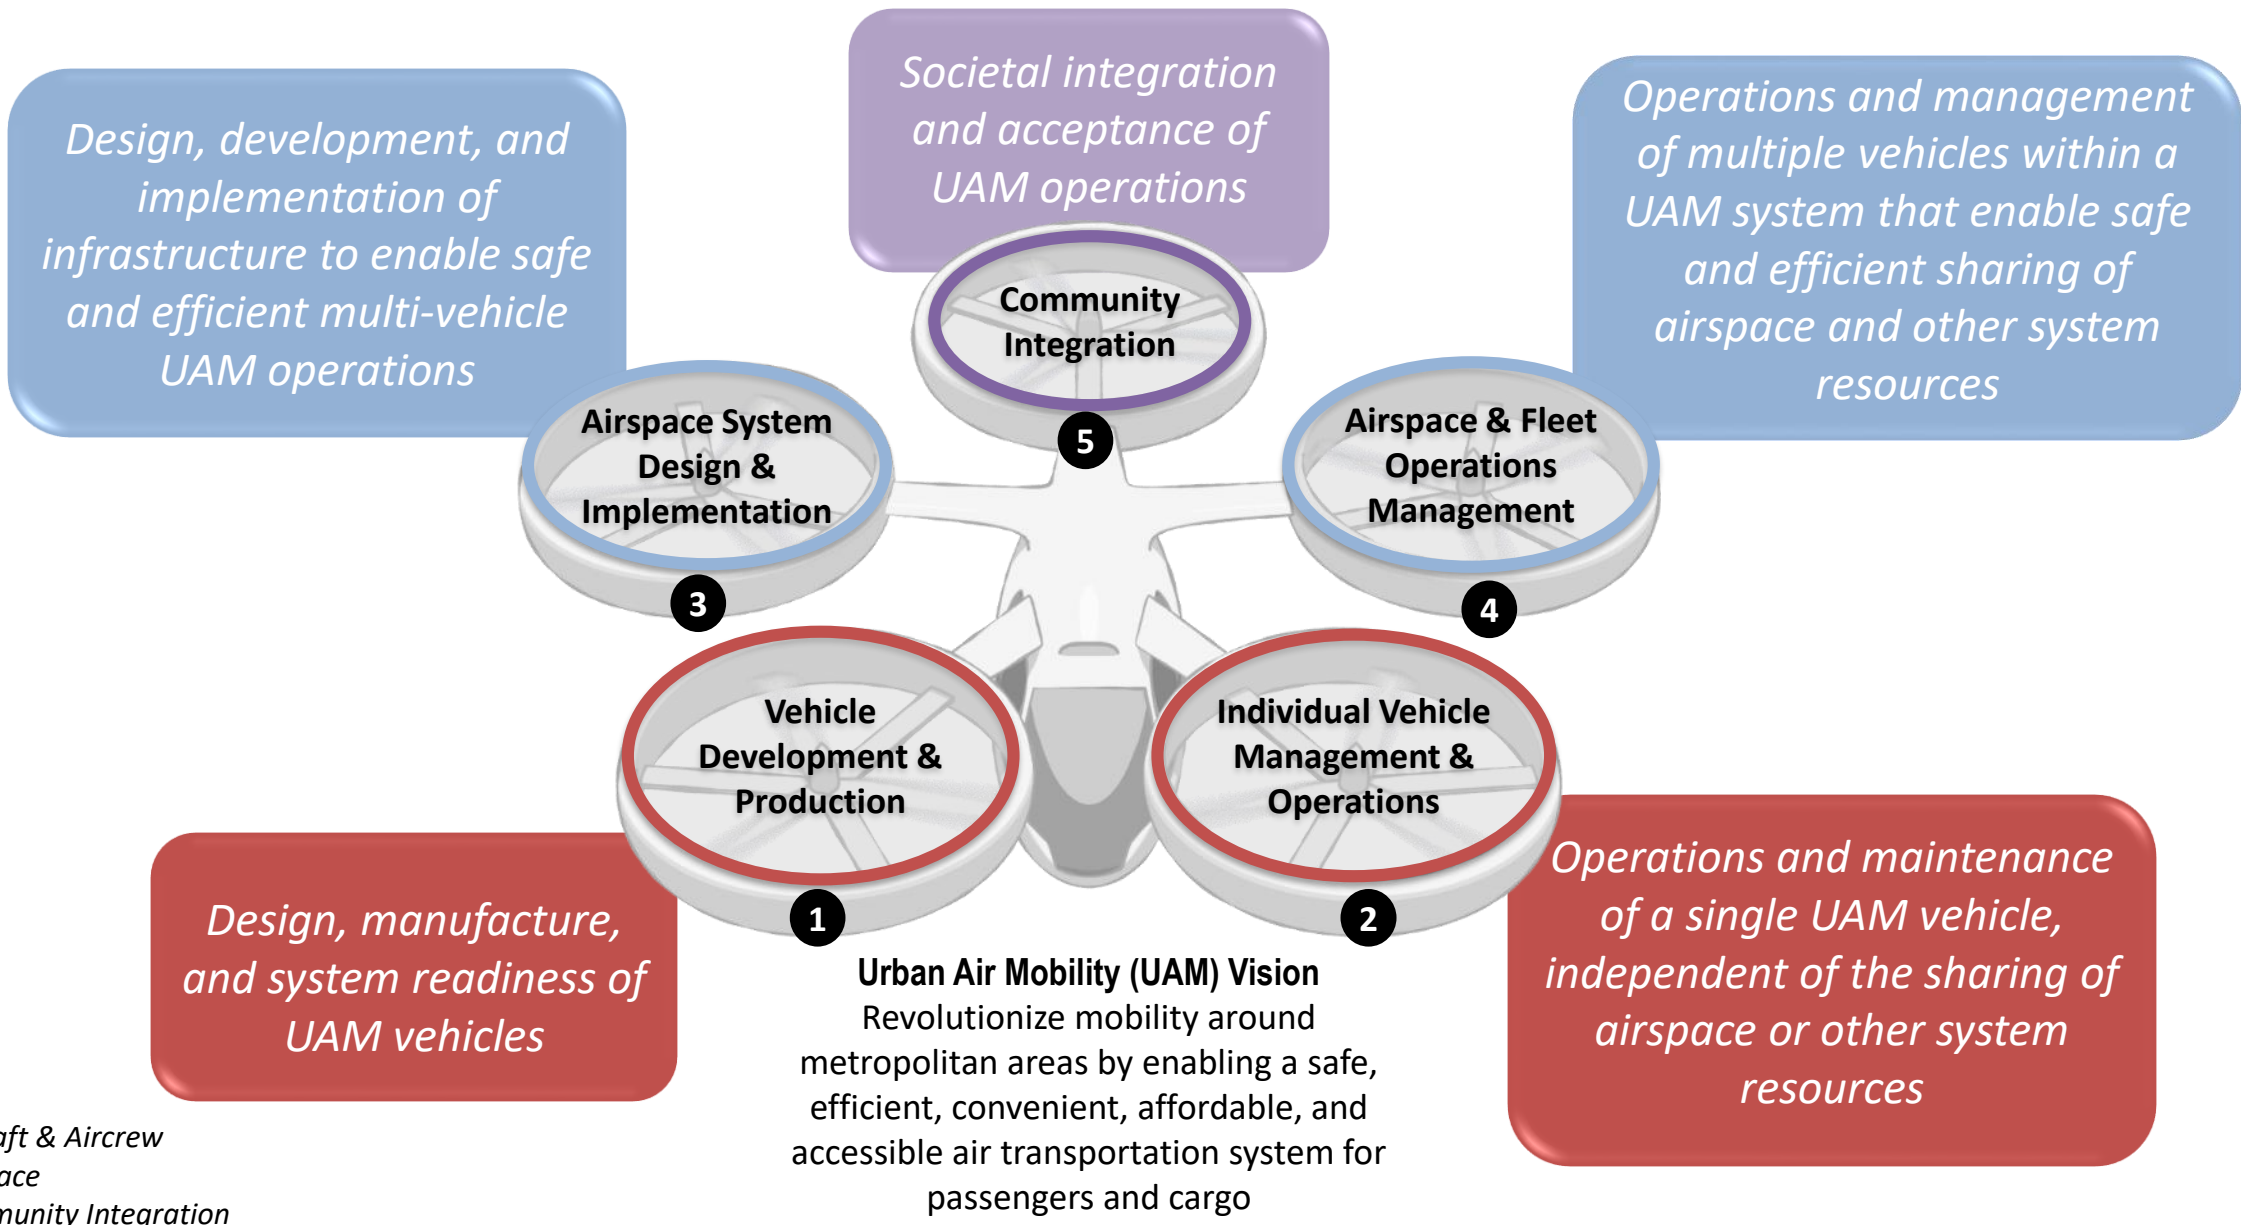 Societal integration
and acceptance of
UAM operations
Design, development, and
implementation of
infrastructure to enable safe
and efficient multi-vehicle
UAM operations
Operations and management
of multiple vehicles within a
UAM system that enable safe
and efficient sharing of
airspace and other system
resources
Community
Integration
5
Airspace System
Design &
Implementation
3
Airspace & Fleet
Operations
Management
4
Vehicle
Development &
Production
1
Individual Vehicle
Management &
Operations
2
Design, manufacture,
and system readiness of
UAM vehicles
Operations and maintenance
of a single UAM vehicle,
independent of the sharing of
airspace or other system
resources
Urban Air Mobility (UAM) Vision
Revolutionize mobility around
metropolitan areas by enabling a safe,
efficient, convenient, affordable, and
accessible air transportation system for
passengers and cargo
& Aircrew
Integration